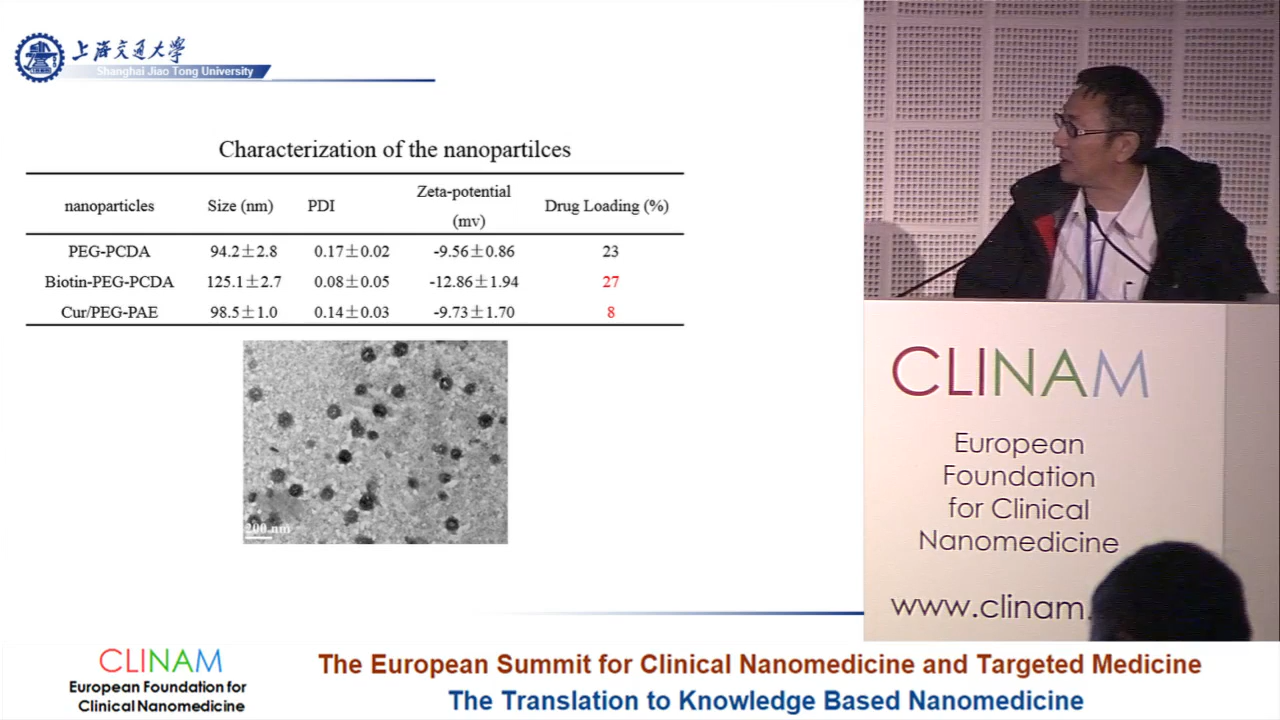 上海交通大学
Shanghai Jiao Tong University
Characterization of the nanopartilces
nanoparticles Size (nm) PDI Zeta-potential (mv) Drug Loading (%)
PEG-PCDA 94.2±2.8 0.17±0.02 -9.56±0.86 23
Biotin-PEG-PCDA 125.1±2.7 0.08±0.05 -12.86±1.94 27
Cur/PEG-PAE 98.5±1.0 0.14±0.03 -9.73±1.70 8
200 nm
CLINAM
European
Foundation
for Clinical
Nanomedicine
www.clinam.
CLINAM
European Foundation for
Clinical Nanomedicine
The European Summit for Clinical Nanomedicine and Targeted Medicine
The Translation to Knowledge Based Nanomedicine